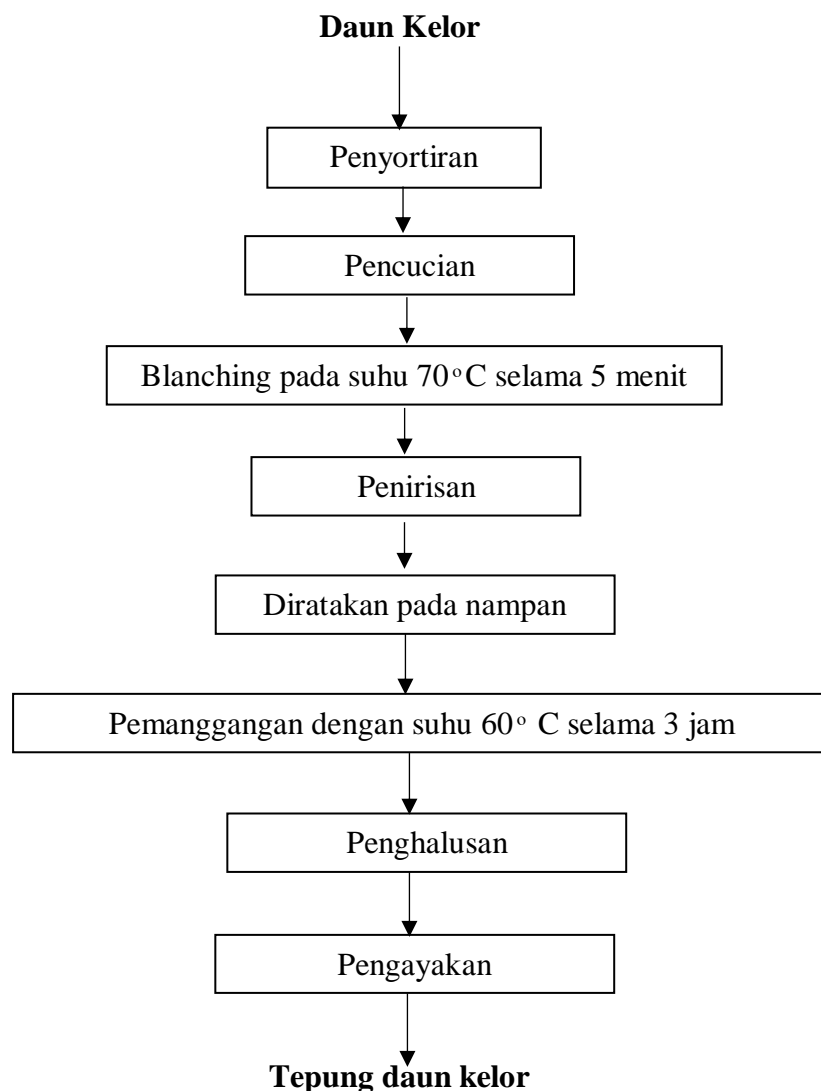 Daun Kelor
Penyortiran
Pencucian
Blanching pada suhu 70°C selama 5 menit
Penirisan
Diratakan pada nampan
Pemanggangan dengan suhu 60° C selama 3 jam
Penghalusan
Pengayakan
Tepung daun kelor